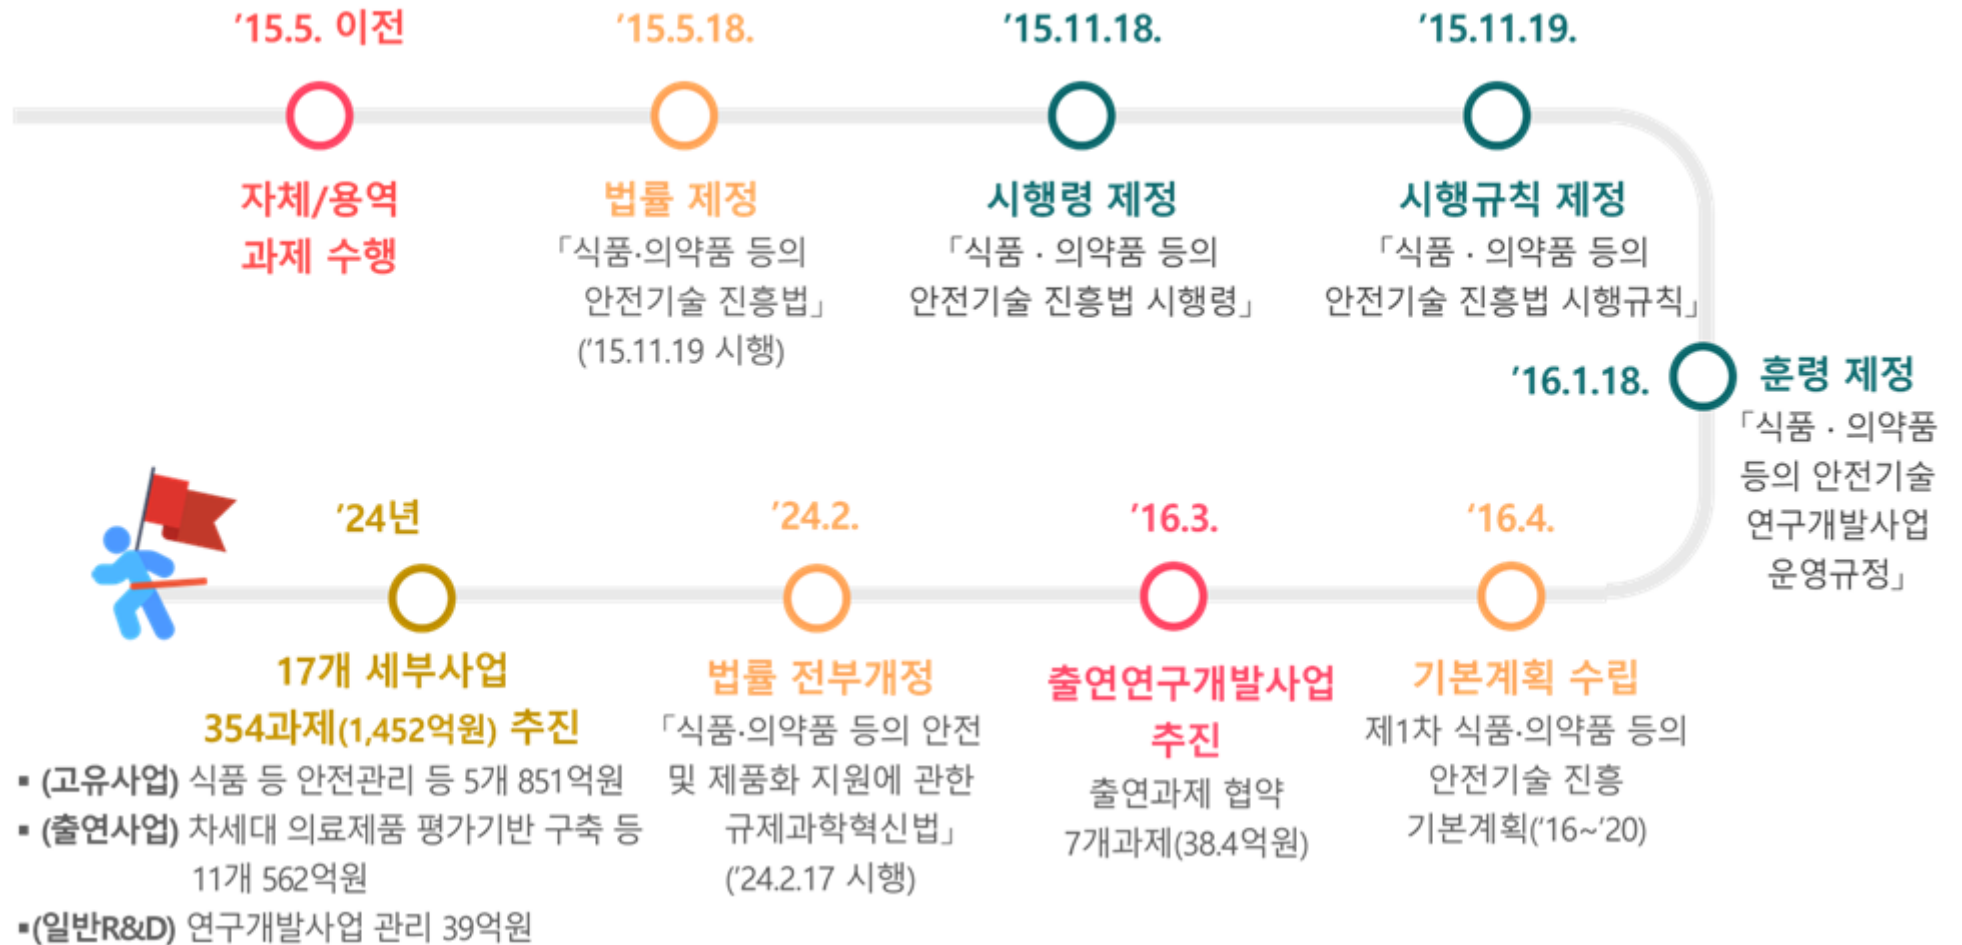 '15.5. 이전
자체/용역
과제 수행
'15.5.18.
법률 제정
「식품·의약품 등의
안전기술 진흥법」
('15.11.19 시행)
'15.11.18.
시행령 제정
「식품 · 의약품 등의
안전기술 진흥법 시행령」
'15.11.19.
시행규칙 제정
「식품 · 의약품 등의
안전기술 진흥법 시행규칙」
'16.1.18.
훈령 제정
「식품 · 의약품
등의 안전기술
연구개발사업
운영규정」
'16.4.
기본계획 수립
제1차 식품·의약품 등의
안전기술 진흥
기본계획('16~'20)
'16.3.
출연연구개발사업
추진
출연과제 협약
7개과제(38.4억원)
'24.2.
법률 전부개정
「식품·의약품 등의 안전
및 제품화 지원에 관한
규제과학혁신법」
('24.2.17 시행)
'24년
17개 세부사업
354과제(1,452억원) 추진
▪ (고유사업) 식품 등 안전관리 등 5개 851억원
▪ (출연사업) 차세대 의료제품 평가기반 구축 등
11개 562억원
▪(일반R&D) 연구개발사업 관리 39억원